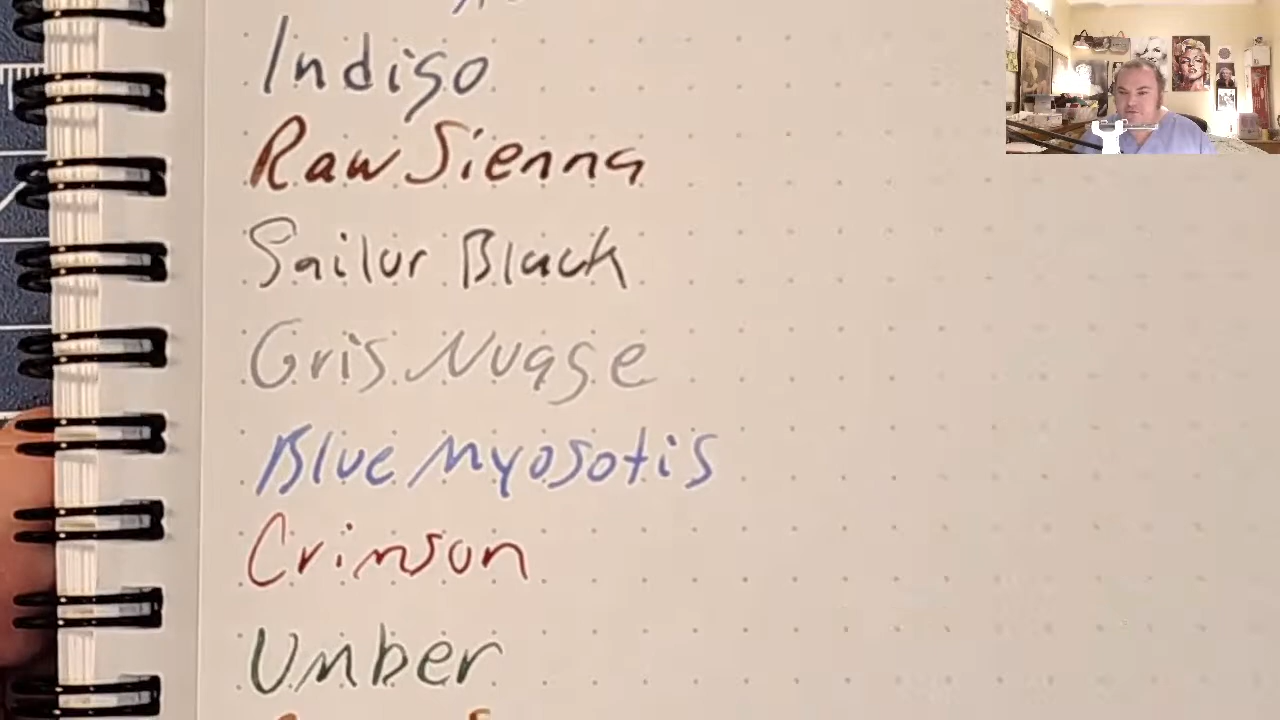 Indigo
Raw Sienna
Sailor Black
Gris Nuage
Blue Myosotis
Crimson
Umber